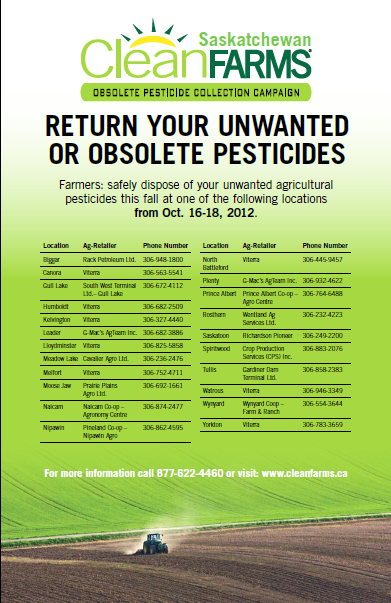 Saskatchewan
CleanFARMS®
OBSOLETE PESTICIDE COLLECTION CAMPAIGN
RETURN YOUR UNWANTED
OR OBSOLETE PESTICIDES
Farmers: safely dispose of your unwanted agricultural
pesticides this fall at one of the following locations
from Oct. 16-18, 2012.
Location Ag-Retailer Phone Number
Biggar Rack Petroleum Ltd. 306-948-1800
Canora Viterra 306-563-5541
Gull Lake South West Terminal 306-672-4112
Ltd.– Gull Lake
Humboldt Viterra 306-682-2509
Kelvington Viterra 306-327-4440
Leader G-Mac's AgTeam Inc. 306-682-3886
Lloydminster Viterra 306-825-5858
Meadow Lake Cavalier Agro Ltd. 306-236-2476
Melfort Viterra 306-752-4711
Moose Jaw Prairie Plains 306-692-1661
Agro Ltd.
Naicam Naicam Co-op – 306-874-2477
Agronomy Centre
Nipawin Pineland Co-op – 306-862-4595
Nipawin Agro
Location Ag-Retailer Phone Number
North Viterra 306-445-9457
Battleford
Plenty G-Mac's AgTeam Inc. 306-932-4622
Prince Albert Prince Albert Co-op – 306-764-6488
Agro Centre
Rosthern Wentland Ag 306-232-4223
Services Ltd.
Saskatoon Richardson Pioneer 306-249-2200
Spiritwood Crop Production 306-883-2076
Services (CPS) Inc.
Tullis Gardiner Dam 306-858-2383
Terminal Ltd.
Watrous Viterra 306-946-3349
Wynyard Wynyard Coop – 306-554-3644
Farm & Ranch
Yorkton Viterra 306-783-3659
For more information call 877-622-4460 or visit: www.cleanfarms.ca